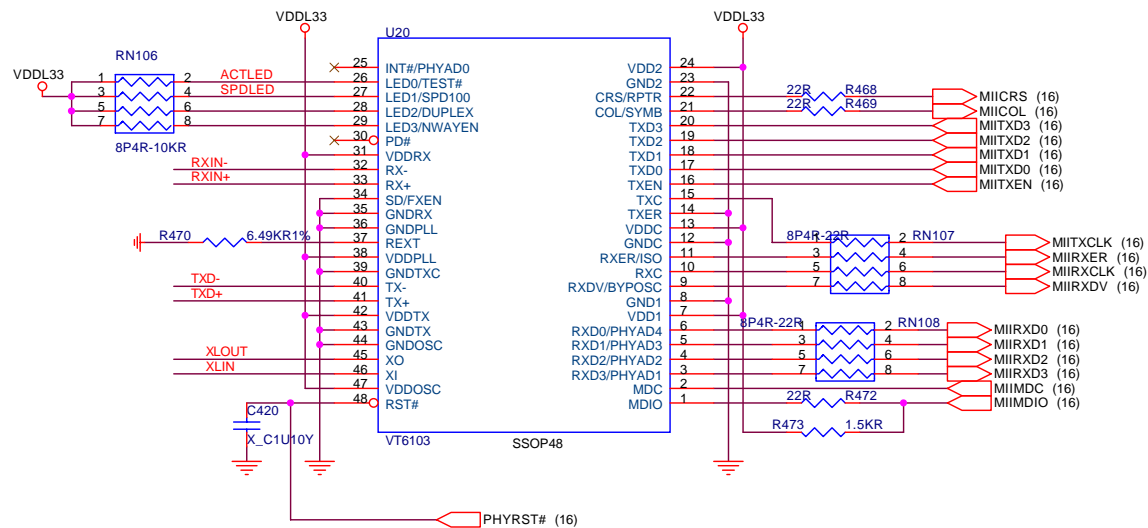 VDDL33
VDDL33
U20
RN106
VDDL33
25 INT#/PHYAD0 VDD2 24
1 2 ACTLED 26 LED0/TEST# GND2 23
3 4 SPDLED 27 LED1/SPD100 CRS/RPTR 22 22R R468 MIICRS (16)
5 6 28 LED2/DUPLEX COL/SYMB 21 22R R469 MIICOL (16)
7 8 29 LED3/NWAYEN TXD3 20 MIITXD3 (16)
8P4R-10KR 30 PD# TXD2 19 MIITXD2 (16)
31 VDDRX TXD1 18 MIITXD1 (16)
RXIN- 32 RX- TXD0 17 MIITXD0 (16)
RXIN+ 33 RX+ TXEN 16 MIITXEN (16)
34 SD/FXEN TXC 15
35 GNDRX TXER 14
36 GNDPLL VDDC 13
R470 6.49KR1% 37 REXT GNDC 12 8P4R-22R 1 2 RN107 MIITXCLK (16)
38 VDDPLL RXER/ISO 11 3 4 MIIRXER (16)
39 GNDTXC RXC 10 5 6 MIIRXCLK (16)
TXD- 40 TX- RXDV/BYPOSC 9 7 8 MIIRXDV (16)
TXD+ 41 TX+ GND1 8
42 VDDTX VDD1 7
43 GNDTX RXD0/PHYAD4 6 8P4R-22R 1 2 RN108 MIIRXD0 (16)
44 GNDOSC RXD1/PHYAD3 5 3 4 MIIRXD1 (16)
XLOUT 45 XO RXD2/PHYAD2 4 5 6 MIIRXD2 (16)
XLIN 46 XI RXD3/PHYAD1 3 7 8 MIIRXD3 (16)
47 VDDOSC MDC 2 MIIMDC (16)
48 RST# MDIO 1 22R R472 MIIMDIO (16)
C420
X_C1U10Y
R473 1.5KR
VT6103 SSOP48
PHYRST# (16)